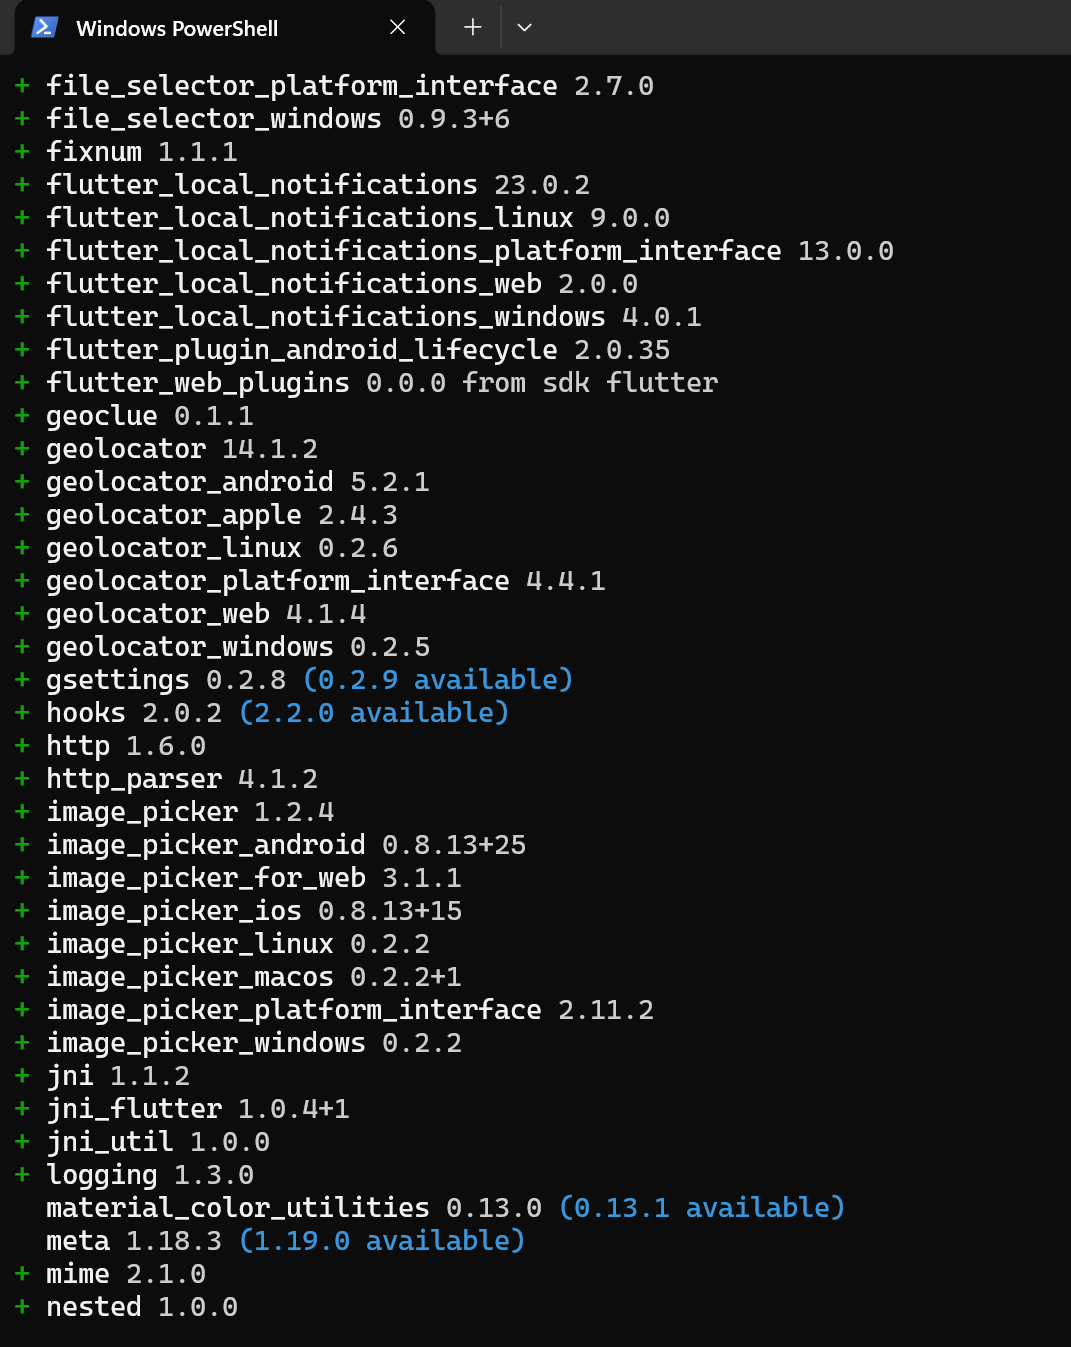 Windows PowerShell
+ file_selector_platform_interface 2.7.0
+ file_selector_windows 0.9.3+6
+ fixnum 1.1.1
+ flutter_local_notifications 23.0.2
+ flutter_local_notifications_linux 9.0.0
+ flutter_local_notifications_platform_interface 13.0.0
+ flutter_local_notifications_web 2.0.0
+ flutter_local_notifications_windows 4.0.1
+ flutter_plugin_android_lifecycle 2.0.35
+ flutter_web_plugins 0.0.0 from sdk flutter
+ geoclue 0.1.1
+ geolocator 14.1.2
+ geolocator_android 5.2.1
+ geolocator_apple 2.4.3
+ geolocator_linux 0.2.6
+ geolocator_platform_interface 4.4.1
+ geolocator_web 4.1.4
+ geolocator_windows 0.2.5
+ gsettings 0.2.8 (0.2.9 available)
+ hooks 2.0.2 (2.2.0 available)
+ http 1.6.0
+ http_parser 4.1.2
+ image_picker 1.2.4
+ image_picker_android 0.8.13+25
+ image_picker_for_web 3.1.1
+ image_picker_ios 0.8.13+15
+ image_picker_linux 0.2.2
+ image_picker_macos 0.2.2+1
+ image_picker_platform_interface 2.11.2
+ image_picker_windows 0.2.2
+ jni 1.1.2
+ jni_flutter 1.0.4+1
+ jni_util 1.0.0
+ logging 1.3.0
material_color_utilities 0.13.0 (0.13.1 available)
meta 1.18.3 (1.19.0 available)
+ mime 2.1.0
+ nested 1.0.0